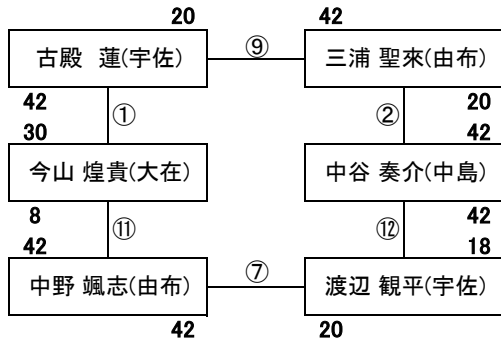 20 42
古殿 蓮(宇佐) ⑨ 三浦 聖來(由布)
42 ① ② 20
30 42
今山 煌貴(大在) 中谷 奏介(中島)
8 ⑪ ⑫ 42
42 18
中野 颯志(由布) ⑦ 渡辺 観平(宇佐)
42 20